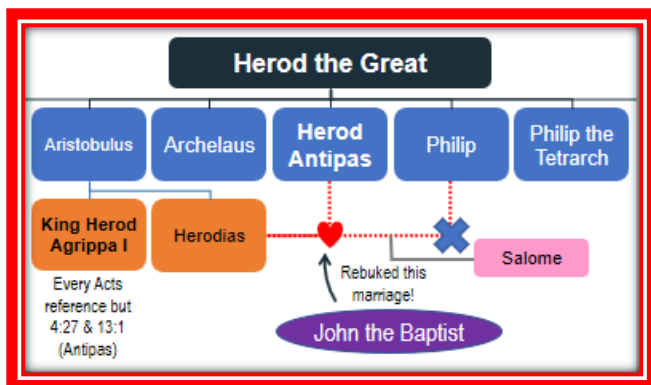 Herod the Great
Aristobulus
Archelaus
Herod
Antipas
Philip
Philip the
Tetrarch
King Herod
Agrippa I
Herodias
Salome
Every Acts
reference but
4:27 & 13:1
(Antipas)
Rebuked this
marriage!
John the Baptist